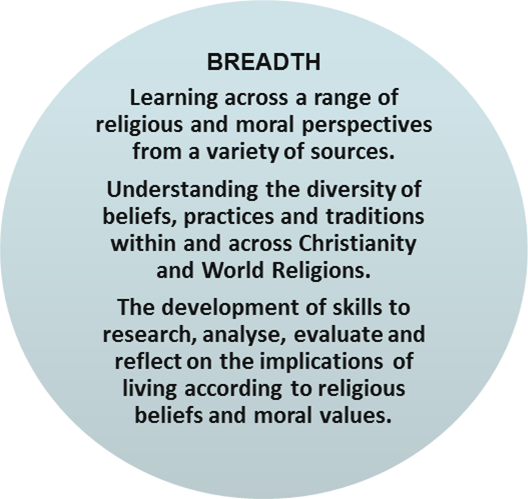 BREADTH
Learning across a range of
religious and moral perspectives
from a variety of sources.
Understanding the diversity of
beliefs, practices and traditions
within and across Christianity
and World Religions.
The development of skills to
research, analyse, evaluate and
reflect on the implications of
living according to religious
beliefs and moral values.